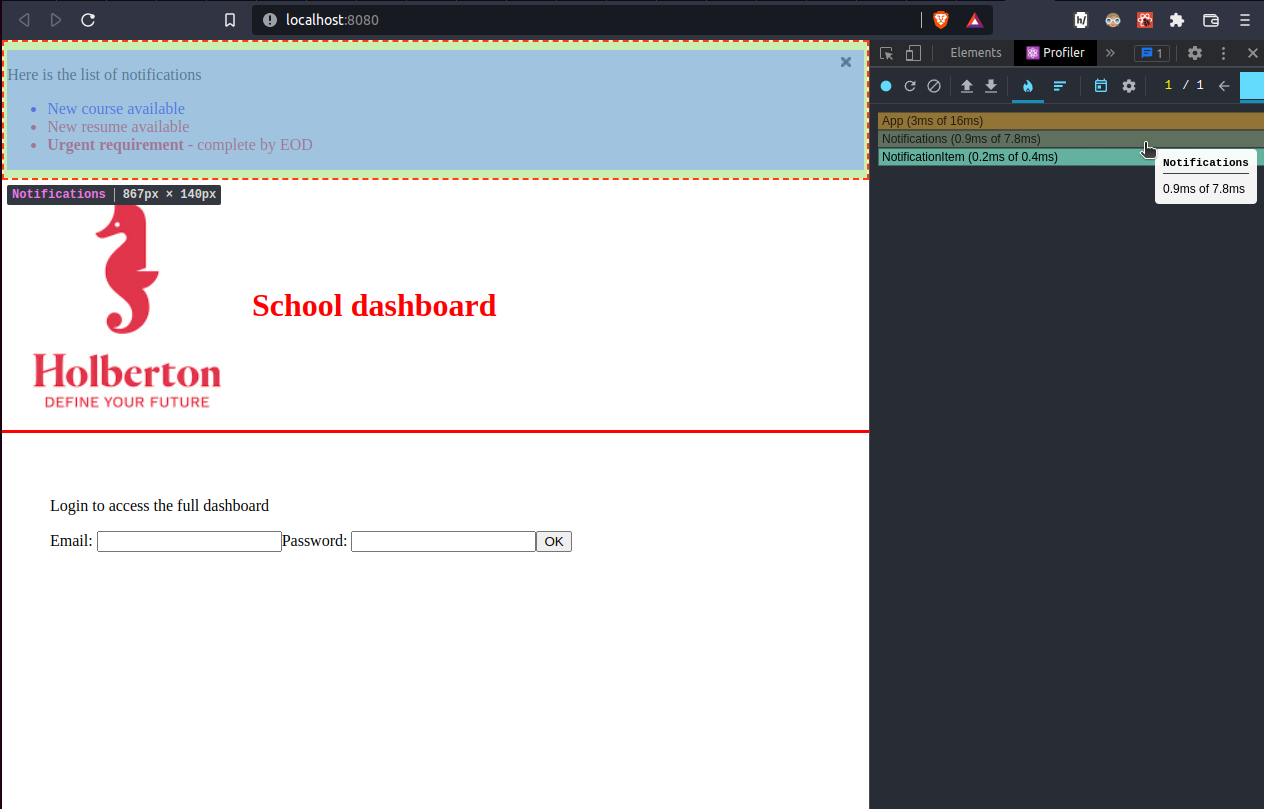 localhost:8080
h/
Elements
Profiler
»
1
1 / 1
App (3ms of 16ms)
Notifications (0.9ms of 7.8ms)
NotificationItem (0.2ms of 0.4ms)
Notifications
0.9ms of 7.8ms
Here is the list of notifications
New course available
New resume available
Urgent requirement - complete by EOD
Notifications | 867px × 140px
School dashboard
Holberton
DEFINE YOUR FUTURE
Login to access the full dashboard
Email: Password: OK